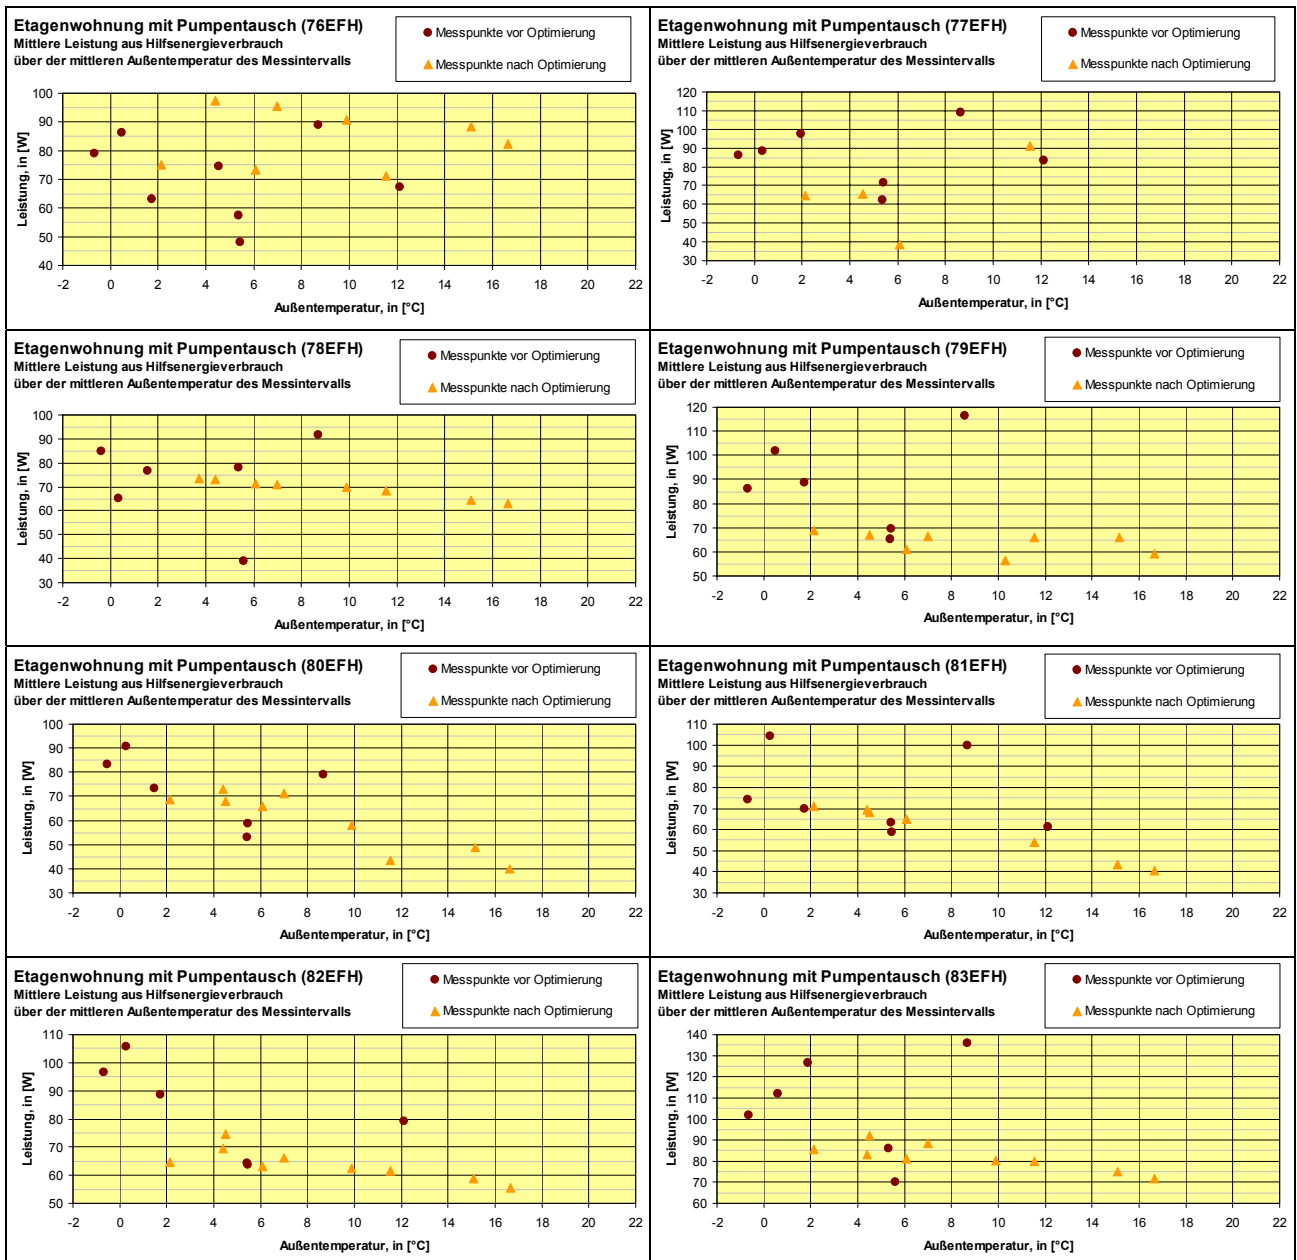 Etagenwohnung mit Pumpentausch (76EFH)
Mittlere Leistung aus Hilfsenergieverbrauch
über der mittleren Außentemperatur des Messintervalls
Messpunkte vor Optimierung
Messpunkte nach Optimierung
Leistung, in [W]
100
90
80
70
60
50
40
-2 0 2 4 6 8 10 12 14 16 18 20 22
Außentemperatur, in [°C]
Etagenwohnung mit Pumpentausch (77EFH)
Mittlere Leistung aus Hilfsenergieverbrauch
über der mittleren Außentemperatur des Messintervalls
Messpunkte vor Optimierung
Messpunkte nach Optimierung
Leistung, in [W]
120
110
100
90
80
70
60
50
40
30
-2 0 2 4 6 8 10 12 14 16 18 20 22
Außentemperatur, in [°C]
Etagenwohnung mit Pumpentausch (78EFH)
Mittlere Leistung aus Hilfsenergieverbrauch
über der mittleren Außentemperatur des Messintervalls
Messpunkte vor Optimierung
Messpunkte nach Optimierung
Leistung, in [W]
100
90
80
70
60
50
40
30
-2 0 2 4 6 8 10 12 14 16 18 20 22
Außentemperatur, in [°C]
Etagenwohnung mit Pumpentausch (79EFH)
Mittlere Leistung aus Hilfsenergieverbrauch
über der mittleren Außentemperatur des Messintervalls
Messpunkte vor Optimierung
Messpunkte nach Optimierung
Leistung, in [W]
120
110
100
90
80
70
60
50
-2 0 2 4 6 8 10 12 14 16 18 20 22
Außentemperatur, in [°C]
Etagenwohnung mit Pumpentausch (80EFH)
Mittlere Leistung aus Hilfsenergieverbrauch
über der mittleren Außentemperatur des Messintervalls
Messpunkte vor Optimierung
Messpunkte nach Optimierung
Leistung, in [W]
100
90
80
70
60
50
40
30
-2 0 2 4 6 8 10 12 14 16 18 20 22
Außentemperatur, in [°C]
Etagenwohnung mit Pumpentausch (81EFH)
Mittlere Leistung aus Hilfsenergieverbrauch
über der mittleren Außentemperatur des Messintervalls
Messpunkte vor Optimierung
Messpunkte nach Optimierung
Leistung, in [W]
110
100
90
80
70
60
50
40
30
-2 0 2 4 6 8 10 12 14 16 18 20 22
Außentemperatur, in [°C]
Etagenwohnung mit Pumpentausch (82EFH)
Mittlere Leistung aus Hilfsenergieverbrauch
über der mittleren Außentemperatur des Messintervalls
Messpunkte vor Optimierung
Messpunkte nach Optimierung
Leistung, in [W]
110
100
90
80
70
60
50
-2 0 2 4 6 8 10 12 14 16 18 20 22
Außentemperatur, in [°C]
Etagenwohnung mit Pumpentausch (83EFH)
Mittlere Leistung aus Hilfsenergieverbrauch
über der mittleren Außentemperatur des Messintervalls
Messpunkte vor Optimierung
Messpunkte nach Optimierung
Leistung, in [W]
140
130
120
110
100
90
80
70
60
-2 0 2 4 6 8 10 12 14 16 18 20 22
Außentemperatur, in [°C]